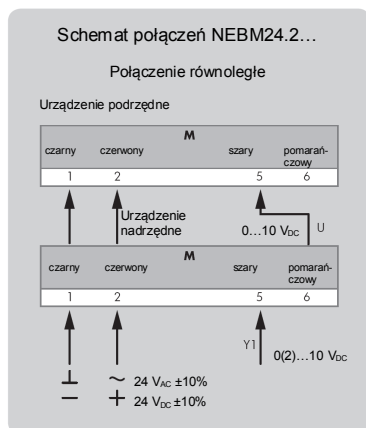 Schemat połączeń NEBM24.2...
Połączenie równoległe
Urządzenie podrzędne
M
czarny czerwony szary pomarań-
czowy
1 2 5 6
Urządzenie
nadrzędne
0...10 VDC U
M
czarny czerwony szary pomarań-
czowy
1 2 5 6
Y1
0(2)...10 VDC
⊥ ~ 24 VAC ±10%
− + 24 VDC ±10%